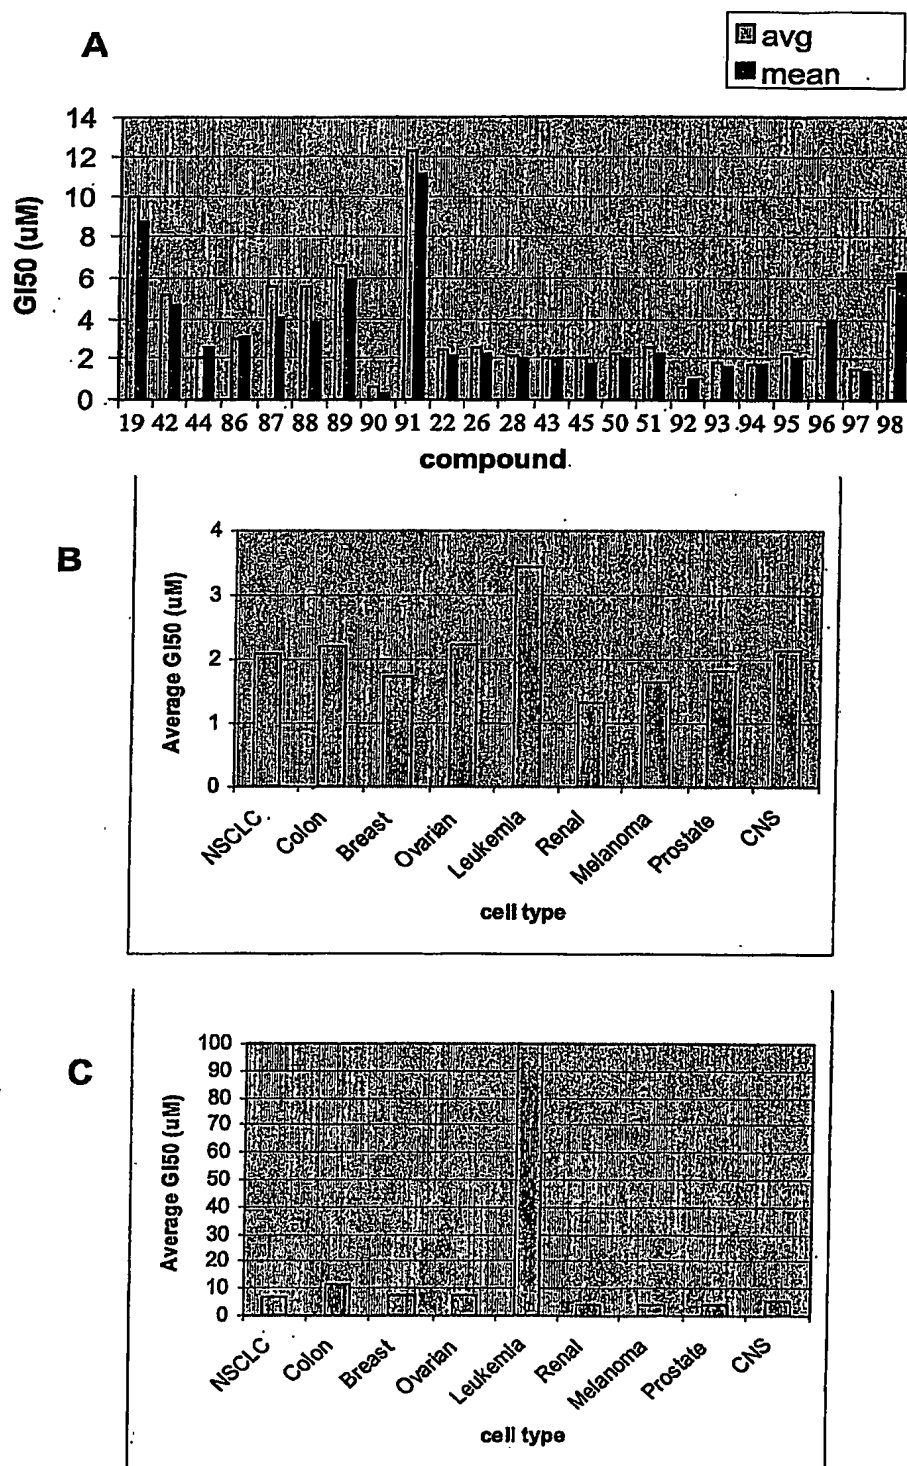 A
avg
mean
14
12
10
8
6
4
2
0
GI50 (uM)
19 42 44 86 87 88 89 90 91 22 26 28 43 45 50 51 92 93 94 95 96 97 98
compound
B
4
3
2
1
0
Average GI50 (uM)
NSCLC Colon Breast Ovarian Leukemia Renal Melanoma Prostate CNS
cell type
C
100
90
80
70
60
50
40
30
20
10
0
Average GI50 (uM)
NSCLC Colon Breast Ovarian Leukemia Renal Melanoma Prostate CNS
cell type